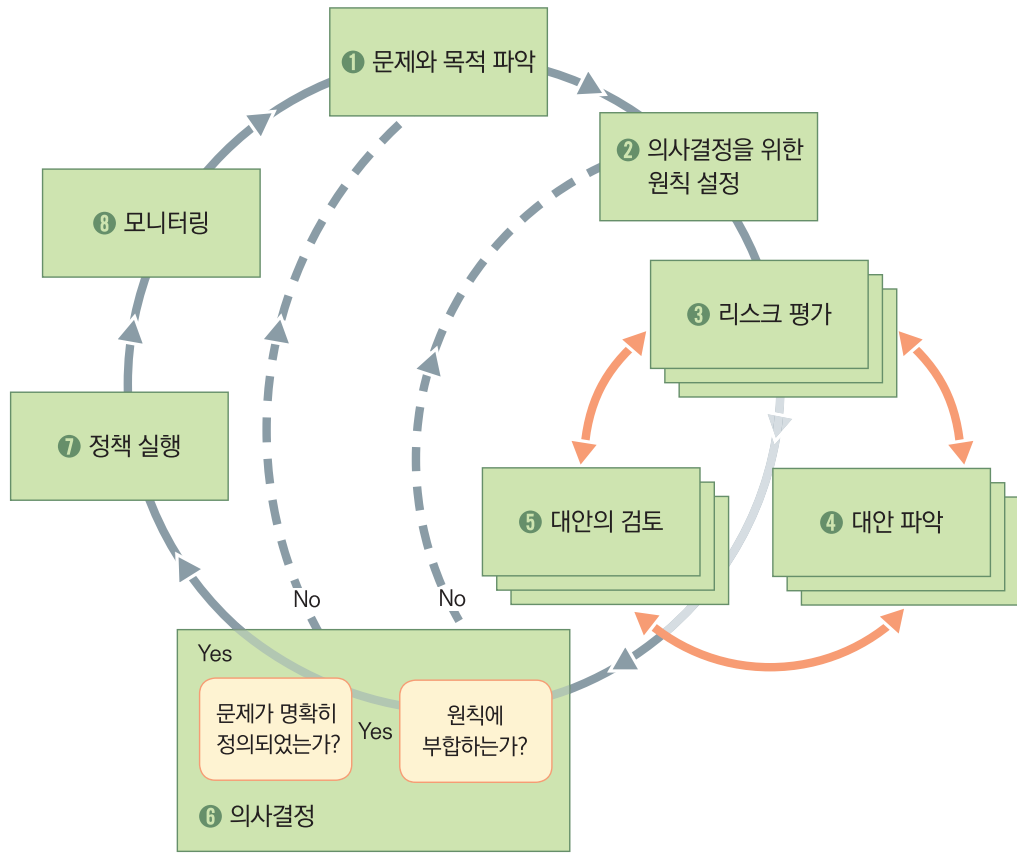 ❶ 문제와 목적 파악
❷ 의사결정을 위한
원칙 설정
❸ 리스크 평가
❹ 대안 파악
❺ 대안의 검토
No
No
Yes
원칙에
부합하는가?
Yes
문제가 명확히
정의되었는가?
❻ 의사결정
❼ 정책 실행
❽ 모니터링